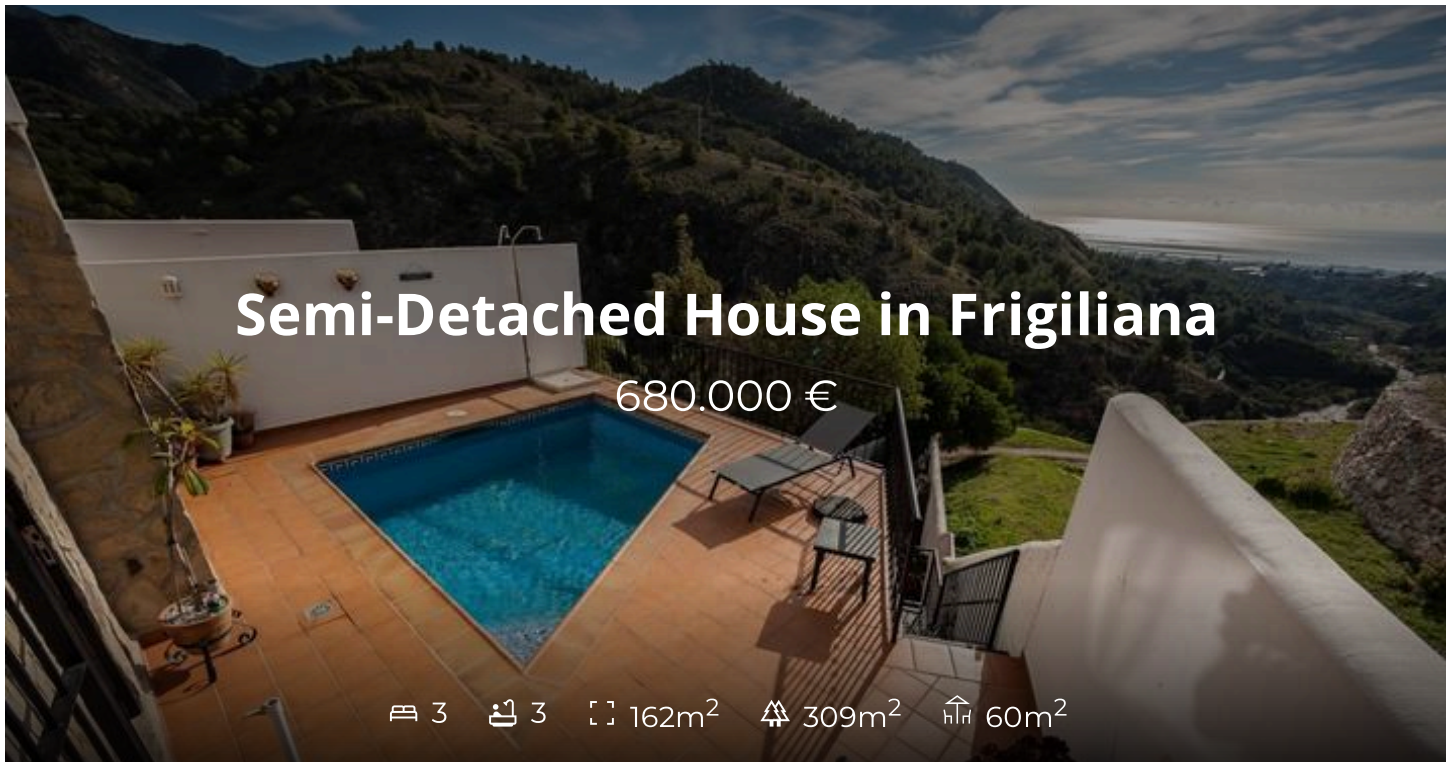 Semi-Detached House in Frigiliana
680.000 €
3 3 162m² 309m² 60m²